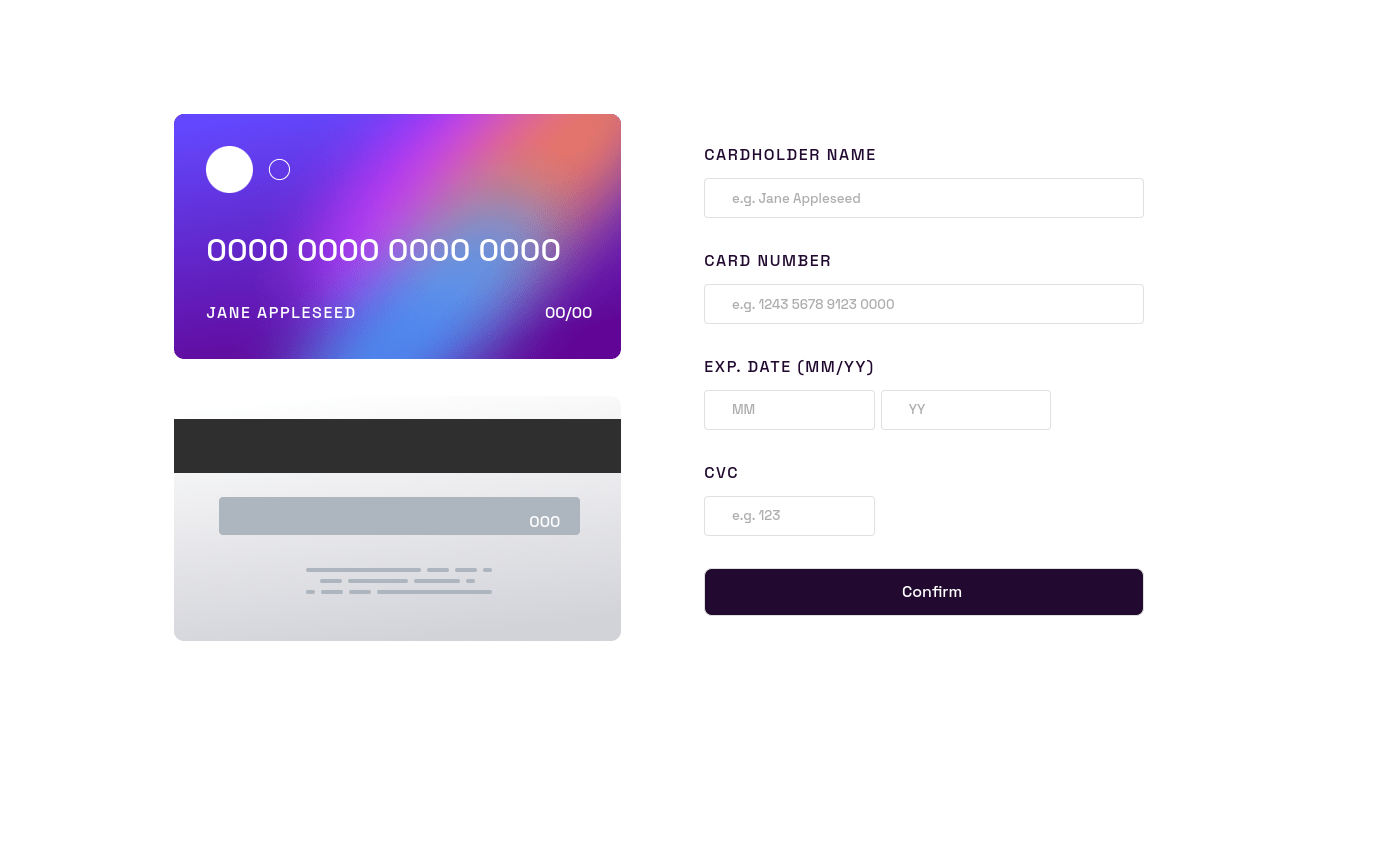 0000 0000 0000 0000
JANE APPLESEED 00/00
000
CARDHOLDER NAME
e.g. Jane Appleseed
CARD NUMBER
e.g. 1243 5678 9123 0000
EXP. DATE (MM/YY)
MM YY
CVC
e.g. 123
Confirm